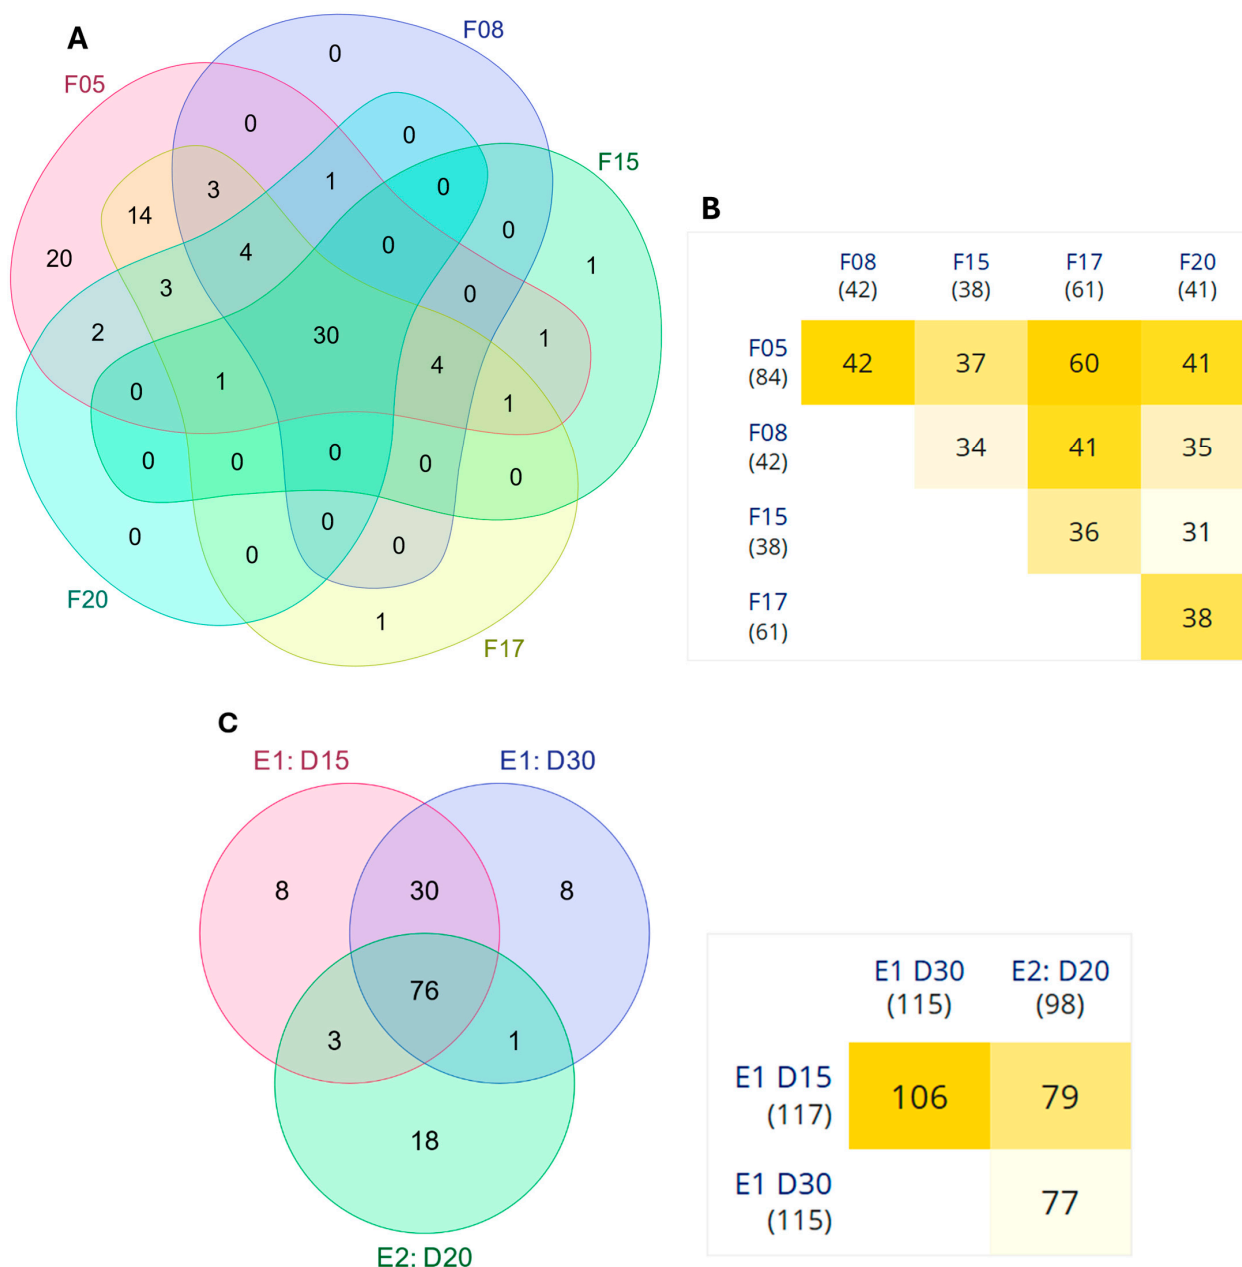 A
F08
F05
0
0
0
F15
1
0
3
14
0
0
4
20
1
3
0
2
30
1
4
0
1
1
0
0
0
0
0
0
0
0
0
0
F20
1
F17
B
F08 F15 F17 F20
(42) (38) (61) (41)
F05
(84)
42 37 60 41
F08
(42)
34 41 35
F15
(38)
36 31
F17
(61)
38
C
E1: D15 E1: D30
8 30 8
76
3 1
18
E2: D20
E1 D30 E2: D20
(115) (98)
E1 D15
(117)
106 79
E1 D30
(115)
77